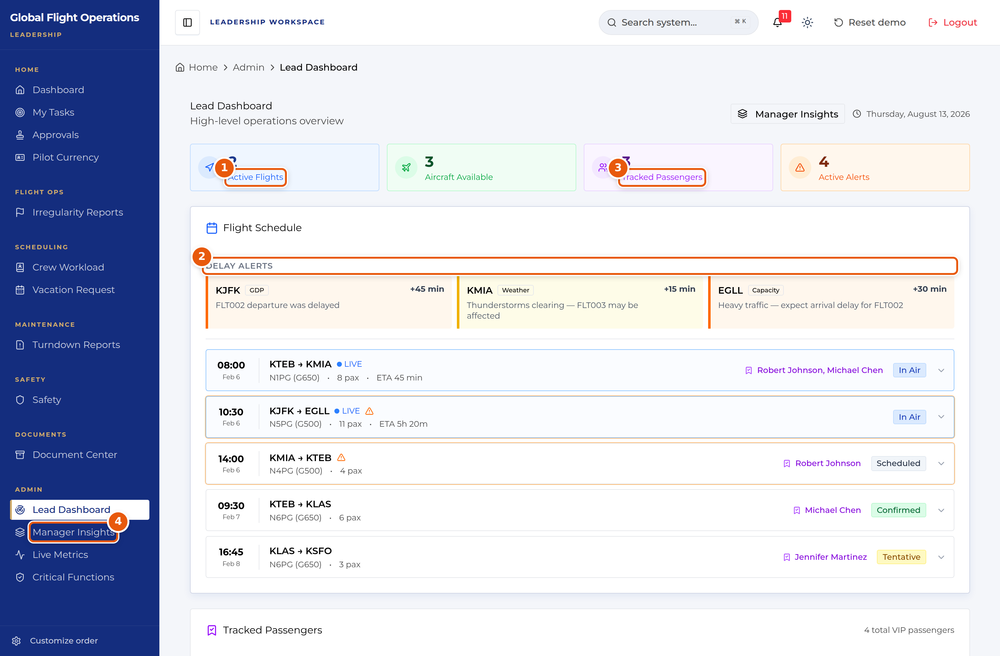 Global Flight Operations
LEADERSHIP
HOME
Dashboard
My Tasks
Approvals
Pilot Currency
FLIGHT OPS
Irregularity Reports
SCHEDULING
Crew Workload
Vacation Request
MAINTENANCE
Turndown Reports
SAFETY
Safety
DOCUMENTS
Document Center
ADMIN
Lead Dashboard
4
Manager Insights
Live Metrics
Critical Functions
Customize order
LEADERSHIP WORKSPACE
Search system...
⌘ K
11
Reset demo
Logout
Home > Admin > Lead Dashboard
Lead Dashboard
High-level operations overview
Manager Insights
Thursday, August 13, 2026
1
Active Flights
3
Aircraft Available
3
3
Tracked Passengers
4
Active Alerts
Flight Schedule
2
DELAY ALERTS
KJFK GDP +45 min
FLT002 departure was delayed
KMIA Weather +15 min
Thunderstorms clearing — FLT003 may be
affected
EGLL Capacity +30 min
Heavy traffic — expect arrival delay for FLT002
08:00
Feb 6
KTEB → KMIA LIVE
N1PG (G650) • 8 pax • ETA 45 min
Robert Johnson, Michael Chen
In Air
10:30
Feb 6
KJFK → EGLL LIVE
N5PG (G500) • 11 pax • ETA 5h 20m
In Air
14:00
Feb 6
KMIA → KTEB
N4PG (G500) • 4 pax
Robert Johnson
Scheduled
09:30
Feb 7
KTEB → KLAS
N6PG (G650) • 6 pax
Michael Chen
Confirmed
16:45
Feb 8
KLAS → KSFO
N6PG (G650) • 3 pax
Jennifer Martinez
Tentative
Tracked Passengers
4 total VIP passengers